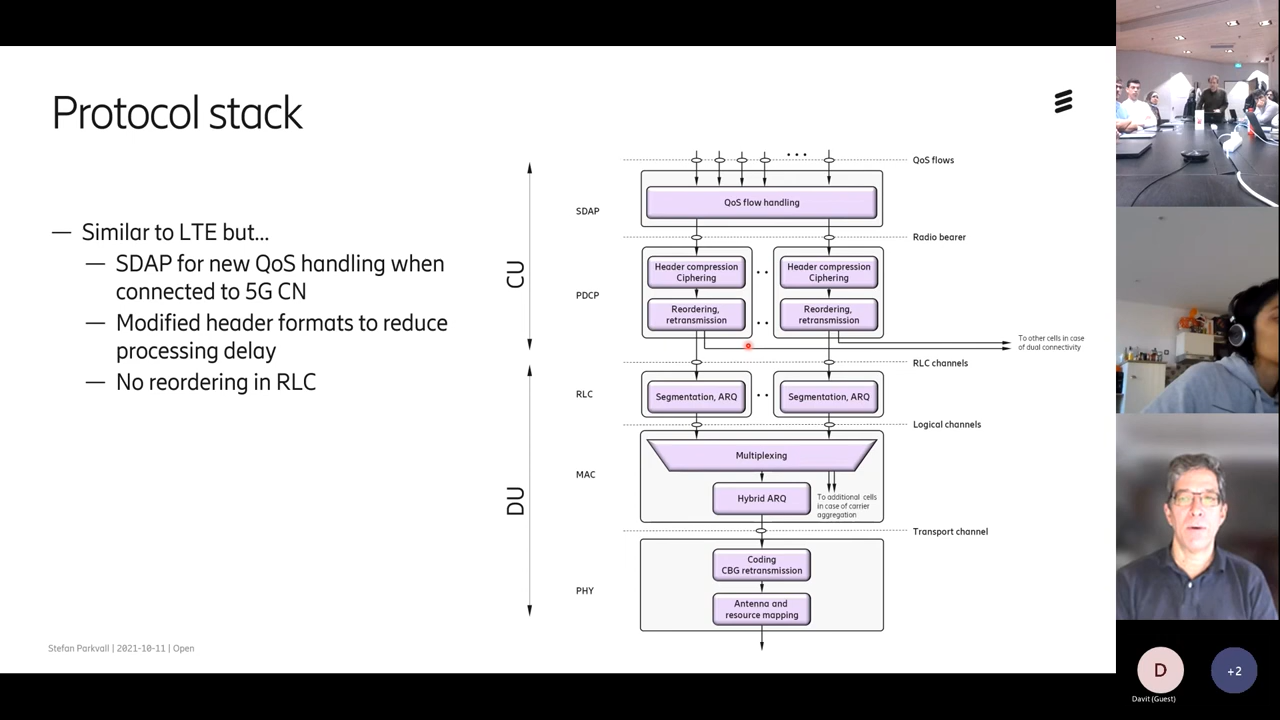 Protocol stack
— Similar to LTE but...
— SDAP for new QoS handling when
connected to 5G CN
— Modified header formats to reduce
processing delay
— No reordering in RLC
CU
DU
QoS flows
SDAP
QoS flow handling
Radio bearer
PDCP
Header compression
Ciphering
Header compression
Ciphering
Reordering,
retransmission
Reordering,
retransmission
To other cells in case
of dual connectivity
RLC channels
RLC
Segmentation, ARQ
Segmentation, ARQ
Logical channels
MAC
Multiplexing
Hybrid ARQ
To additional cells
in case of carrier
aggregation
Transport channel
PHY
Coding
CBG retransmission
Antenna and
resource mapping
Stefan Parkvall | 2021-10-11 | Open
D
+2
Davit (Guest)